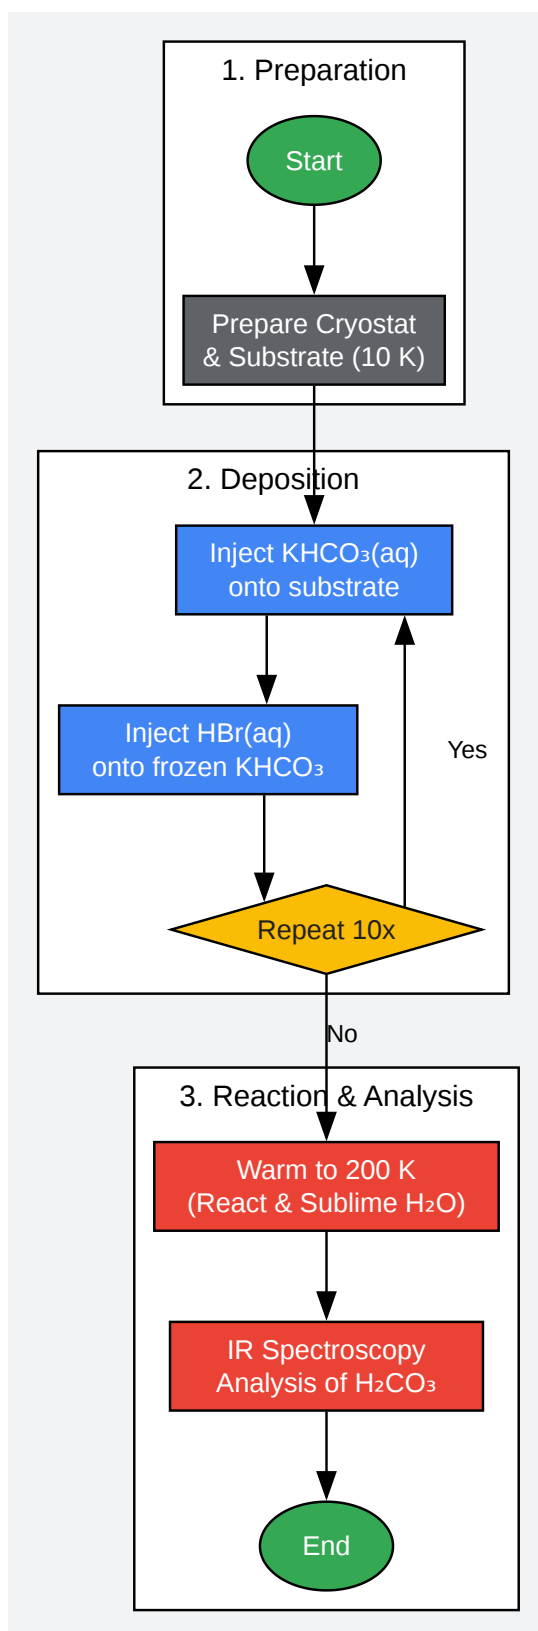 1. Preparation
Start
Prepare Cryostat
& Substrate (10 K)
2. Deposition
Inject KHCO₃(aq)
onto substrate
Inject HBr(aq)
onto frozen KHCO₃
Yes
Repeat 10x
No
3. Reaction & Analysis
Warm to 200 K
(React & Sublime H₂O)
IR Spectroscopy
Analysis of H₂CO₃
End